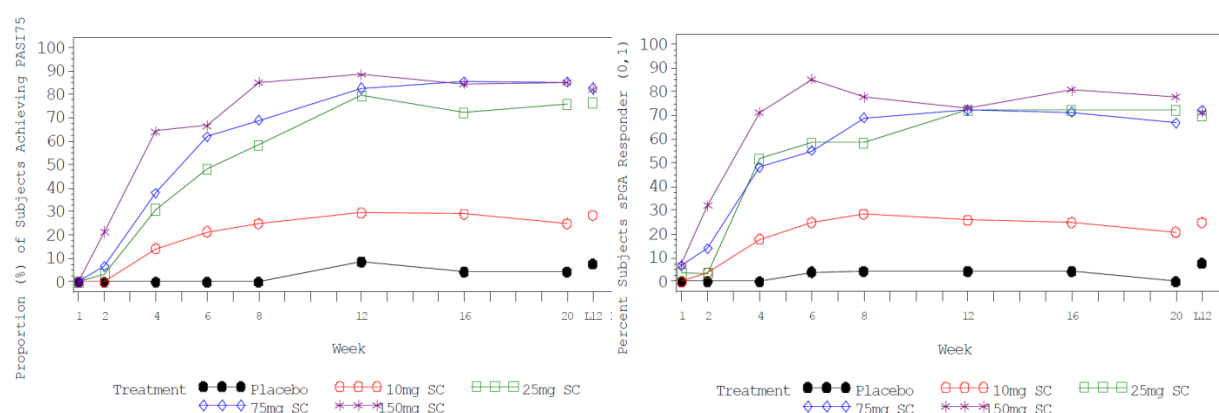 Proportion (%) of Subjects Achieving PASI75
100
90
80
70
60
50
40
30
20
10
0
1 2 4 6 8 12 16 20 L12
Week
Treatment Placebo 10mg SC 25mg SC
75mg SC 150mg SC
Percent Subjects sPGA Responder (0,1)
100
90
80
70
60
50
40
30
20
10
0
1 2 4 6 8 12 16 20 L12
Week
Treatment Placebo 10mg SC 25mg SC
75mg SC 150mg SC